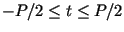 −P/2 ≤ t ≤ P/2